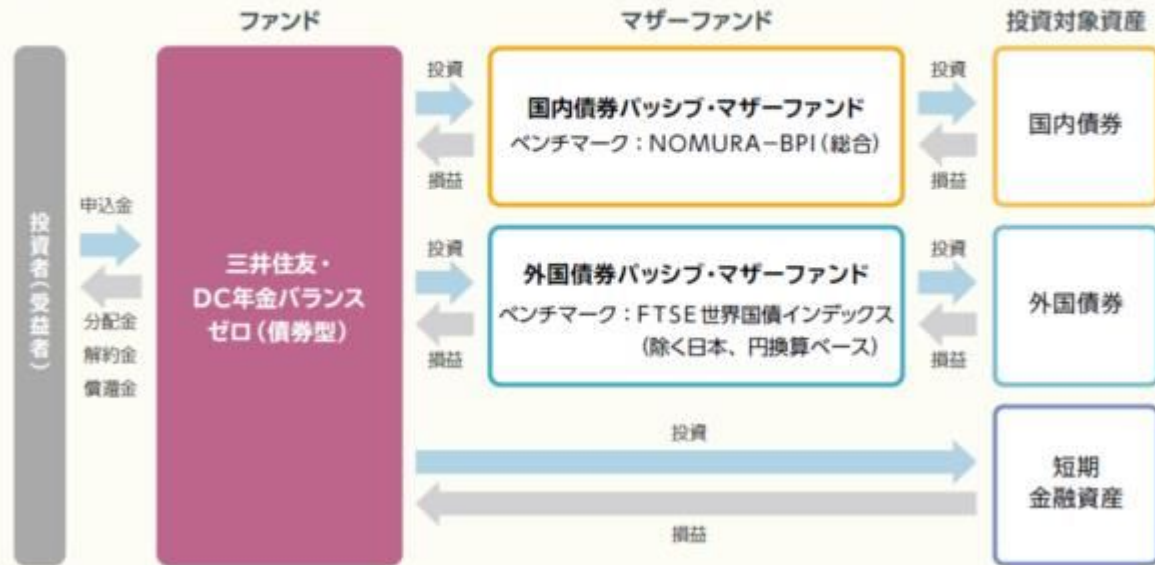 ファンド
マザーファンド
投資対象資産
投資者(受益者)
申込金
分配金
解約金
償還金
三井住友・
DC年金バランス
ゼロ(債券型)
投資
損益
国内債券パッシブ・マザーファンド
ベンチマーク:NOMURA-BPI(総合)
投資
損益
国内債券
投資
損益
外国債券パッシブ・マザーファンド
ベンチマーク:FTSE世界国債インデックス
(除く日本、円換算ベース)
投資
損益
外国債券
投資
損益
短期
金融資産